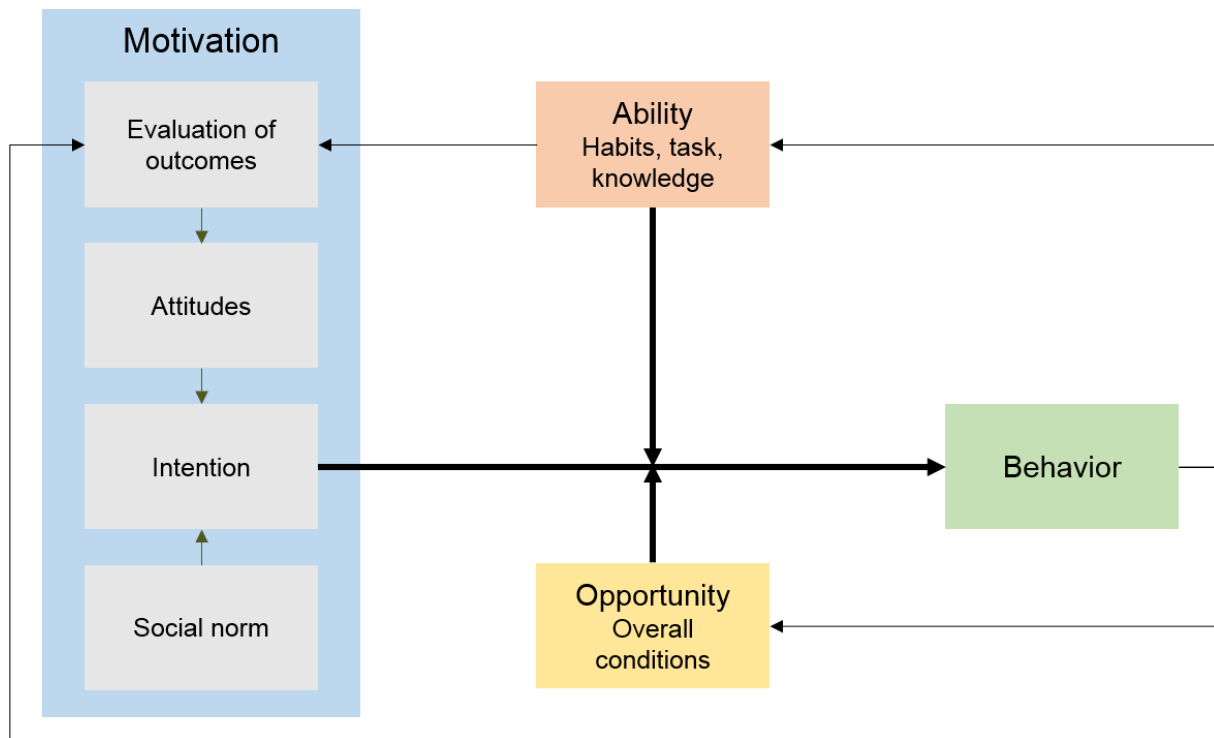 Motivation
Evaluation of
outcomes
Attitudes
Intention
Social norm
Ability
Habits, task,
knowledge
Opportunity
Overall
conditions
Behavior